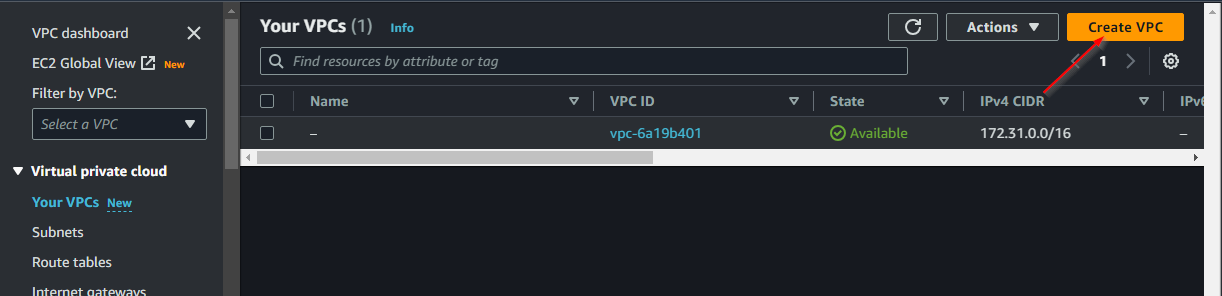 VPC dashboard
EC2 Global View New
Filter by VPC:
Select a VPC
Virtual private cloud
Your VPCs New
Subnets
Route tables
Internet gateways
Your VPCs (1) Info
Actions
Create VPC
Find resources by attribute or tag
1
Name VPC ID State IPv4 CIDR IPv6
– vpc-6a19b401 Available 172.31.0.0/16 –